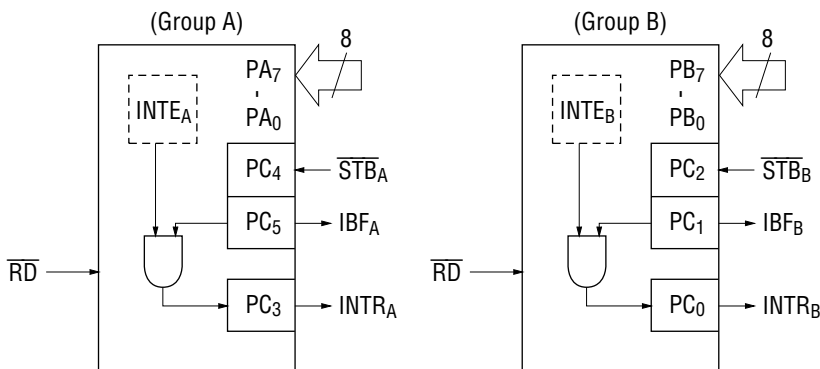 (Group A)
8
PA7
PA0
INTEA
PC4
STBA
PC5
IBFA
RD
PC3
INTRA
(Group B)
8
PB7
PB0
INTEB
PC2
STBB
PC1
IBFB
RD
PC0
INTRB